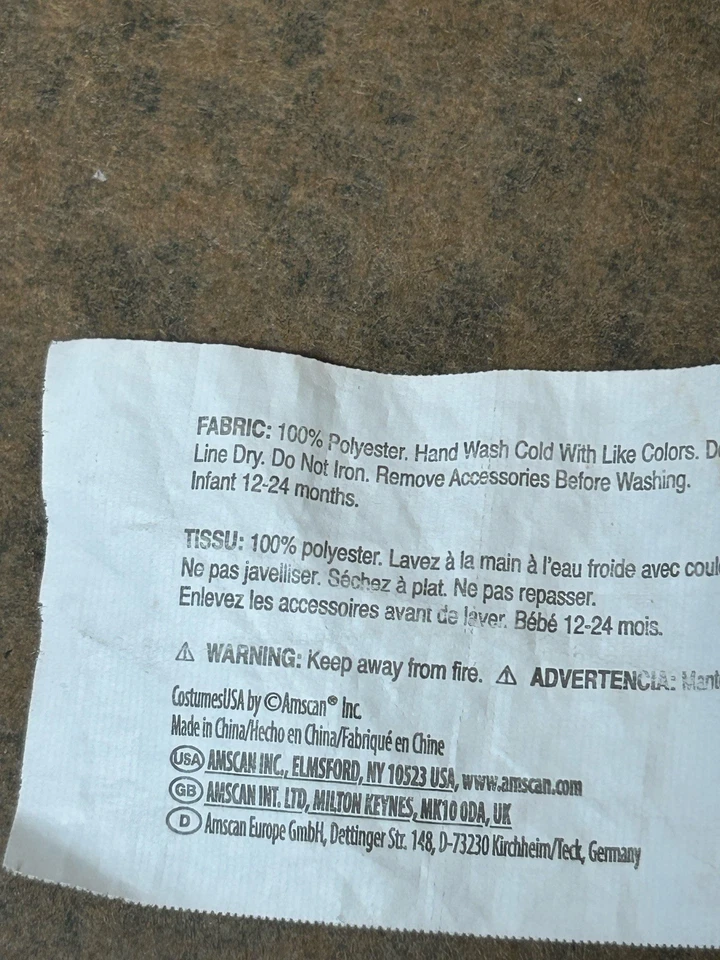 FABRIC: 100% Polyester. Hand Wash Cold With Like Colors.
Line Dry. Do Not Iron. Remove Accessories Before Washing.
Infant 12-24 months.
TISSU: 100% polyester. Lavez à la main à l'eau froide avec
Ne pas javelliser. Séchez à plat. Ne pas repasser.
Enlevez les accessoires avant de laver. Bébé 12-24 mois.
⚠ WARNING: Keep away from fire. ⚠ ADVERTENCIA:
CostumesUSA by ©Amscan® Inc.
Made in China/Hecho en China/Fabriqué en Chine
USA AMSCAN INC., ELMSFORD, NY 10523 USA, www.amscan.com
GB AMSCAN INT. LTD, MILTON KEYNES, MK10 0DA, UK
D Amscan Europe GmbH, Dettinger Str. 148, D-73230 Kirchheim/Teck, Germany